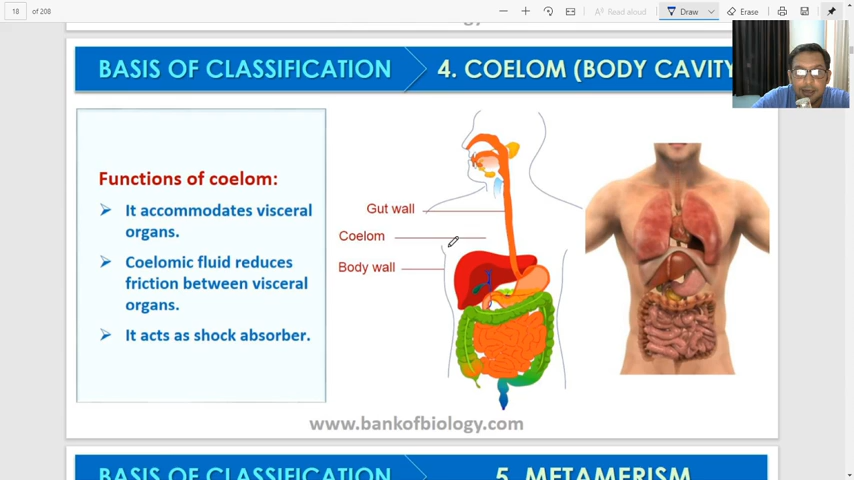 18 of 208
Read aloud
Draw
Erase
BASIS OF CLASSIFICATION
4. COELOM (BODY CAVITY
Functions of coelom:
It accommodates visceral
organs.
Coelomic fluid reduces
friction between visceral
organs.
It acts as shock absorber.
Gut wall
Coelom
Body wall
www.bankofbiology.com
BASIS OF CLASSIFICATION
5. METAMERISM